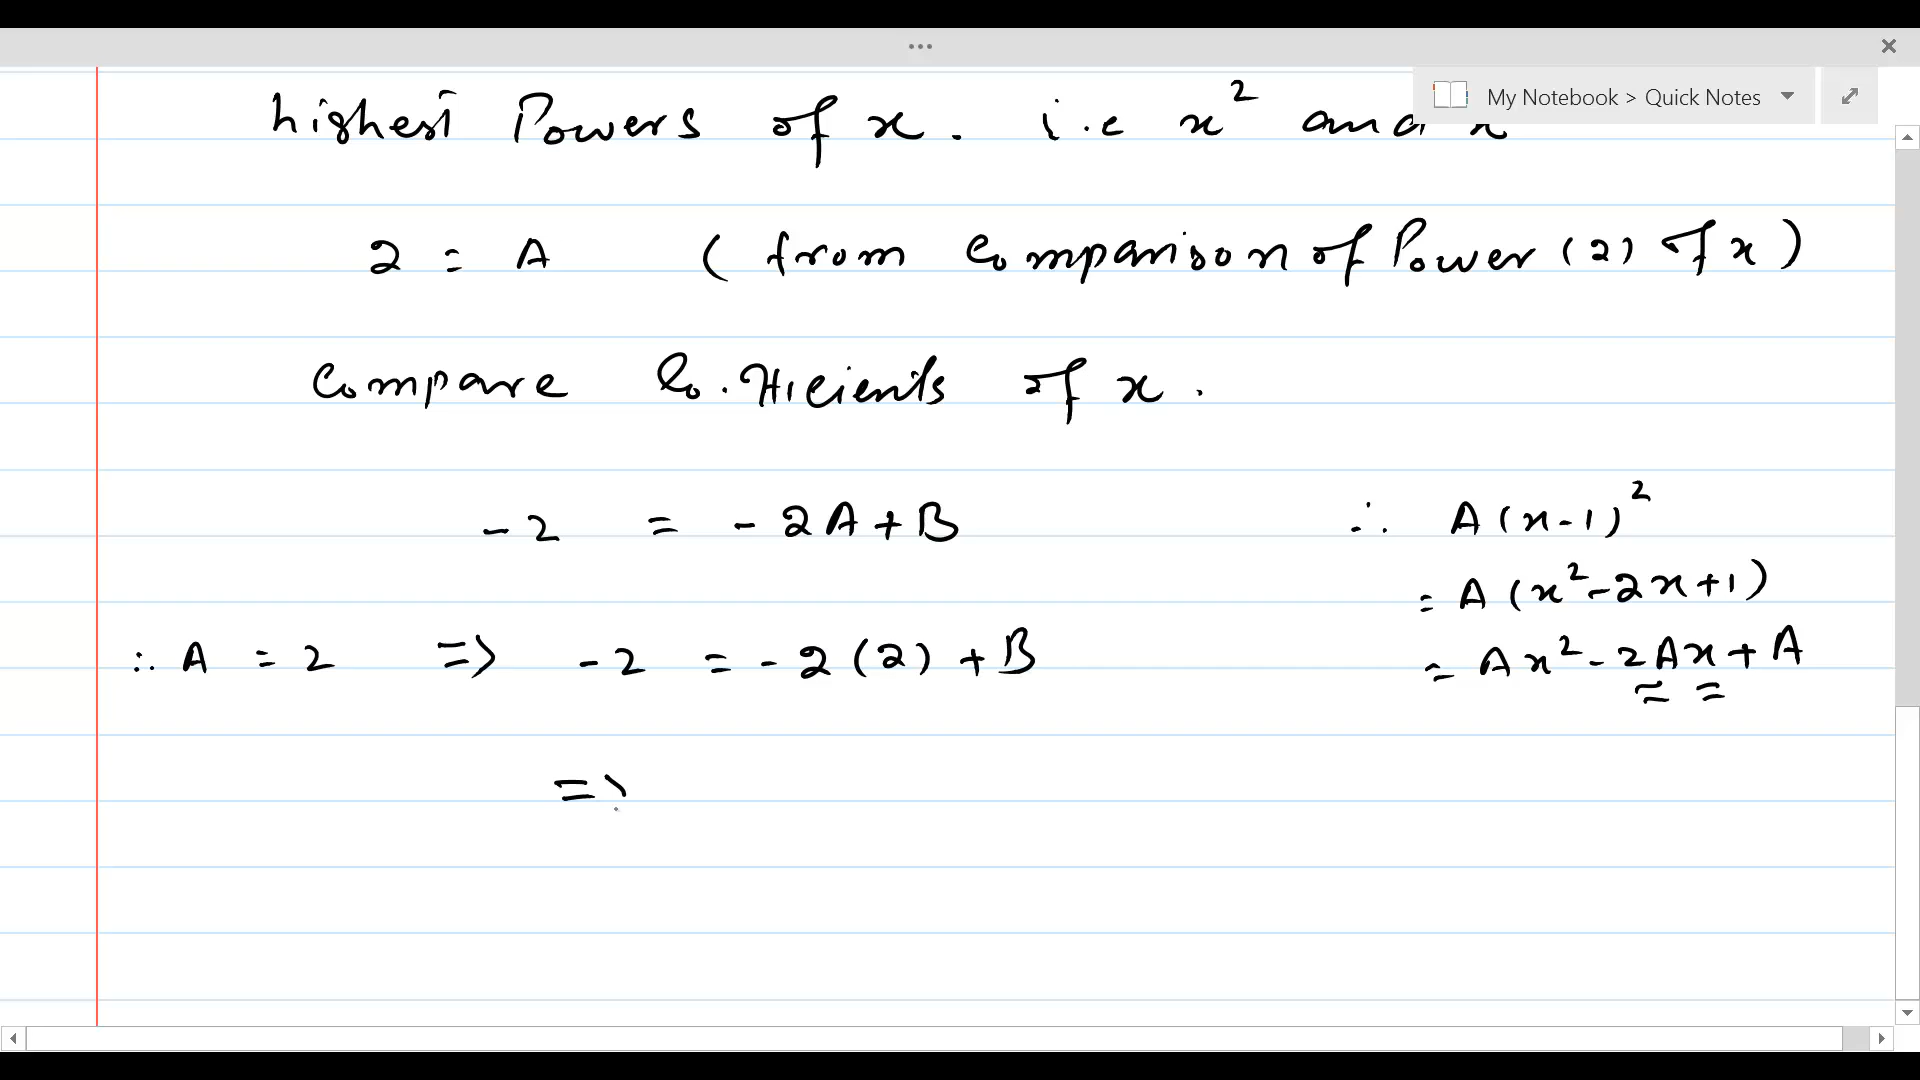 My Notebook > Quick Notes
highest Powers of x. i.e x² and x
2 = A (from Comparison of Power (2) of x)
Compare Co.fficients of x.
-2 = -2A+B
∴ A(x-1)²
= A(x²-2x+1)
∴ A = 2 => -2 = -2(2)+B
= Ax²-2Ax+A
=>